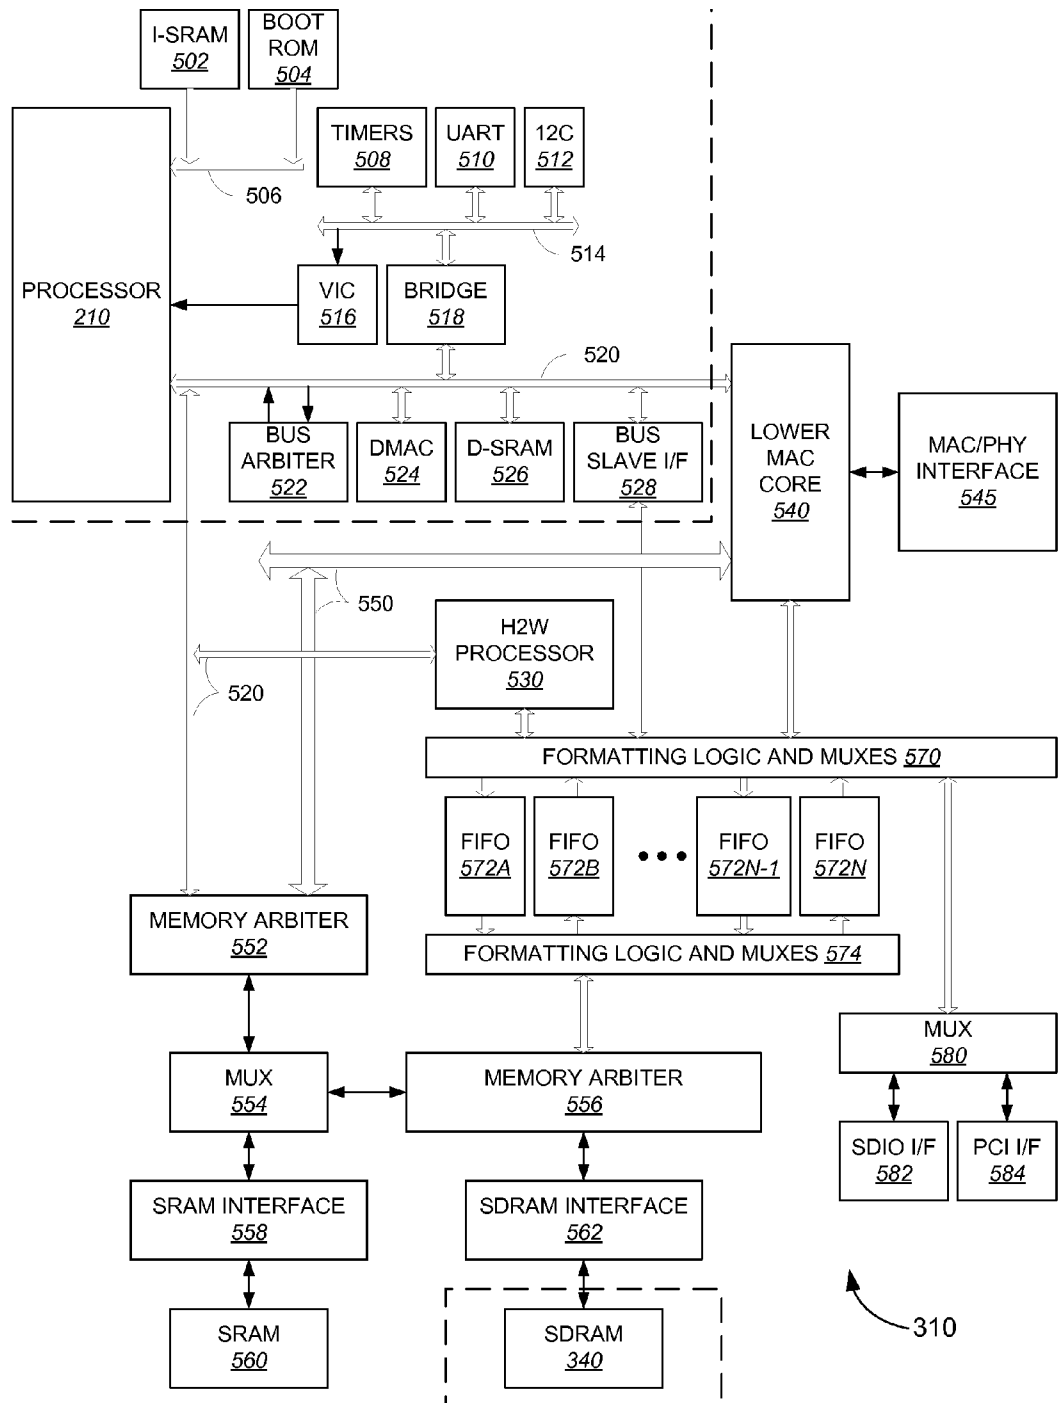 I-SRAM
502
BOOT
ROM
504
TIMERS
508
UART
510
12C
512
506
514
PROCESSOR
210
VIC
516
BRIDGE
518
520
BUS
ARBITER
522
DMAC
524
D-SRAM
526
BUS
SLAVE I/F
528
LOWER
MAC
CORE
540
MAC/PHY
INTERFACE
545
550
H2W
PROCESSOR
530
520
FORMATTING LOGIC AND MUXES 570
FIFO
572A
FIFO
572B
FIFO
572N-1
FIFO
572N
MEMORY ARBITER
552
FORMATTING LOGIC AND MUXES 574
MUX
580
MUX
554
MEMORY ARBITER
556
SDIO I/F
582
PCI I/F
584
SRAM INTERFACE
558
SDRAM INTERFACE
562
SRAM
560
SDRAM
340
310